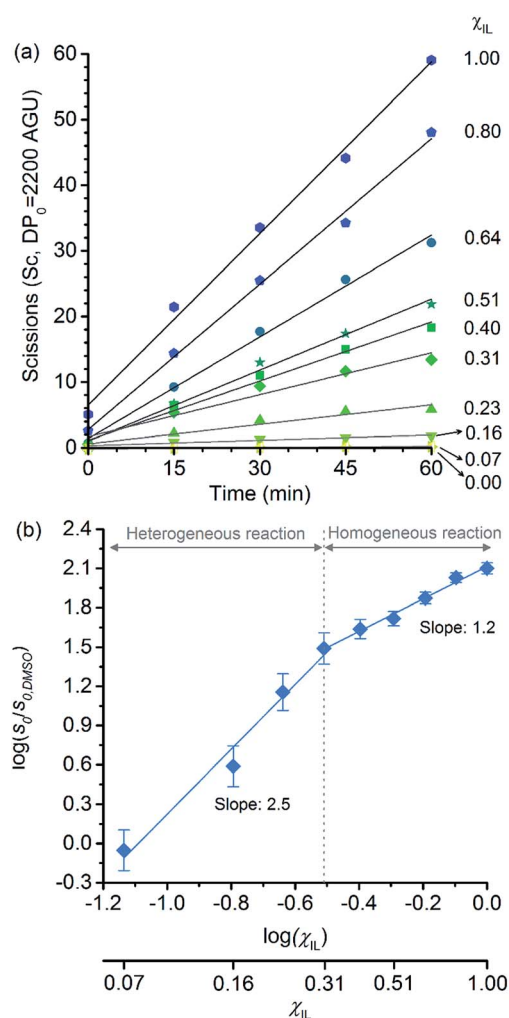 (a)
χIL
60
50
40
30
20
10
0
Scissions (Sc, DP0=2200 AGU)
1.00
0.80
0.64
0.51
0.40
0.31
0.23
0.16
0.07
0.00
0 15 30 45 60
Time (min)
(b)
Heterogeneous reaction Homogeneous reaction
2.4
2.1
1.8
1.5
1.2
0.9
0.6
0.3
0.0
-0.3
log(s0/s0,DMSO)
Slope: 1.2
Slope: 2.5
-1.2 -1.0 -0.8 -0.6 -0.4 -0.2 0.0
log(χIL)
0.07 0.16 0.31 0.51 1.00
χIL